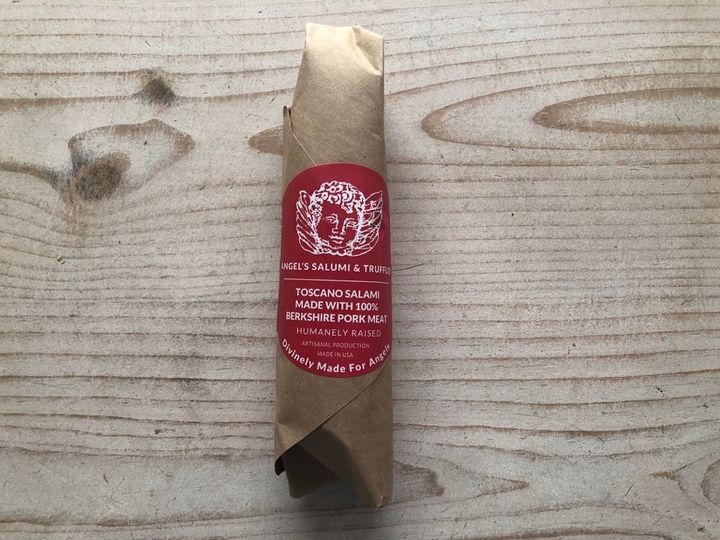 ANGEL'S SALUMI & TRUFFLE
TOSCANO SALAMI
MADE WITH 100%
BERKSHIRE PORK MEAT
HUMANELY RAISED
ARTISANAL PRODUCTION
MADE IN USA
Divinely Made For Angels